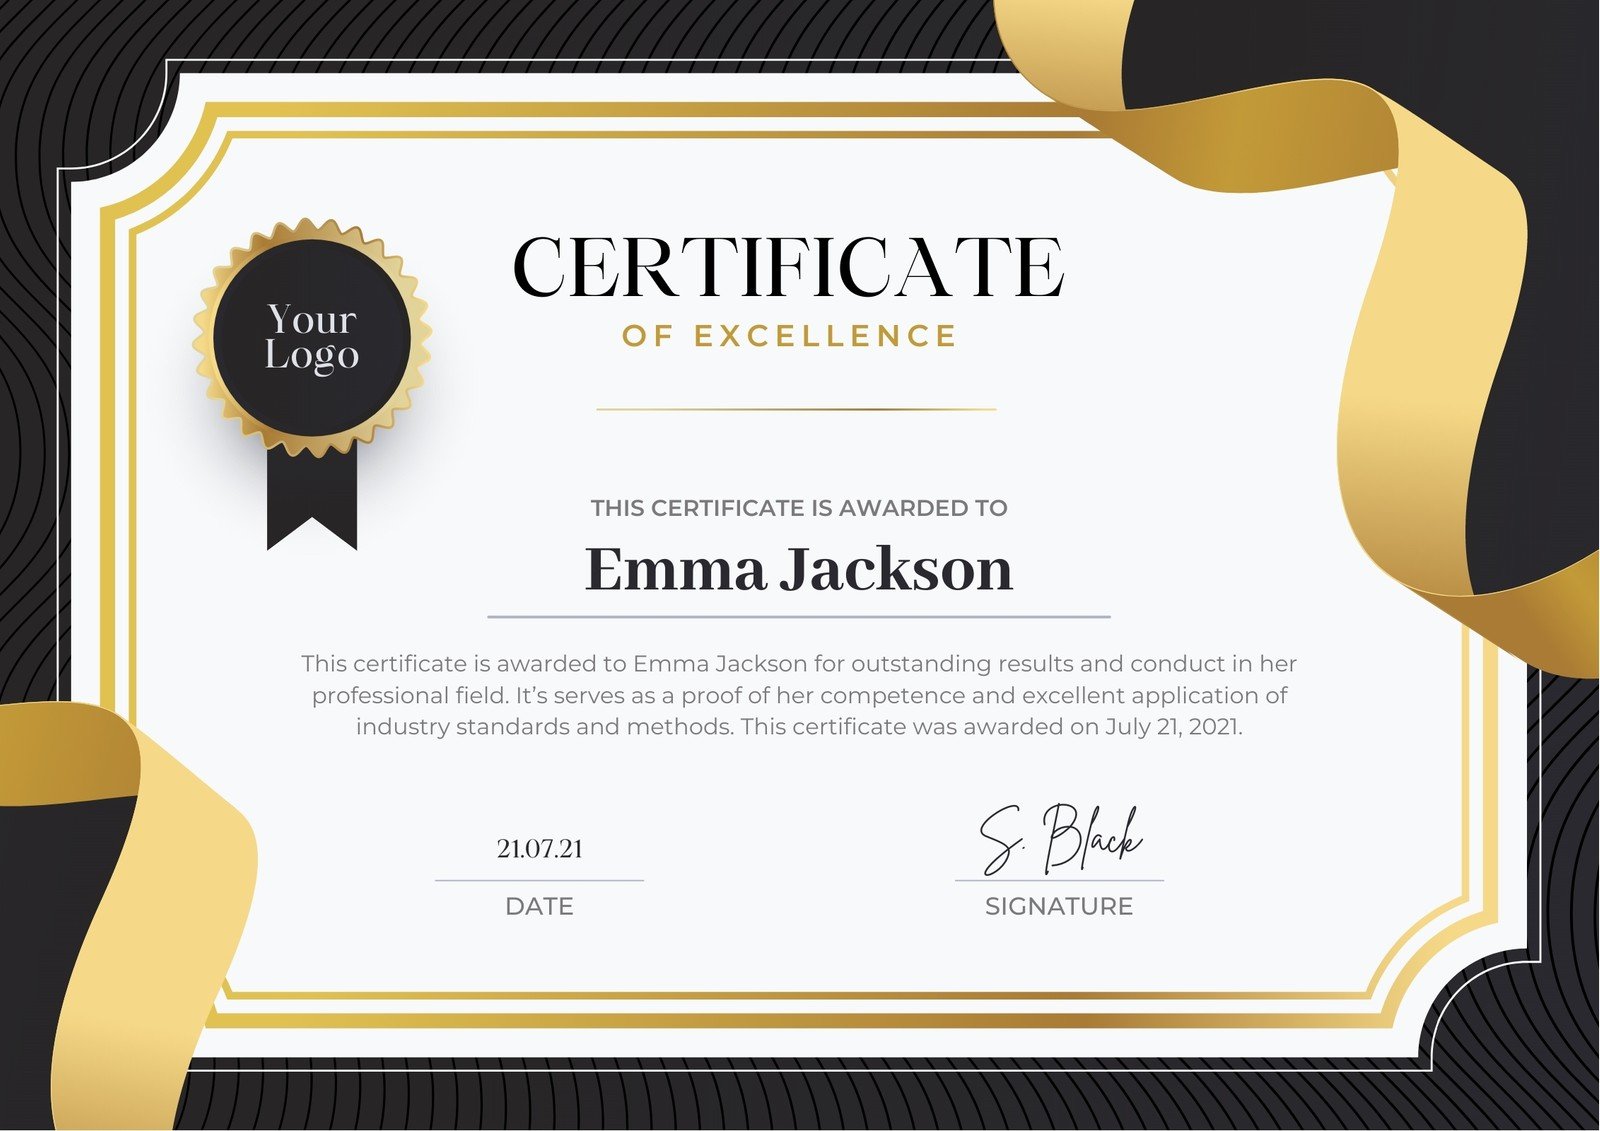 CERTIFICATE
OF EXCELLENCE
Your
Logo
THIS CERTIFICATE IS AWARDED TO
Emma Jackson
This certificate is awarded to Emma Jackson for outstanding results and conduct in her
professional field. It’s serves as a proof of her competence and excellent application of
industry standards and methods. This certificate was awarded on July 21, 2021.
21.07.21
DATE
S. Black
SIGNATURE